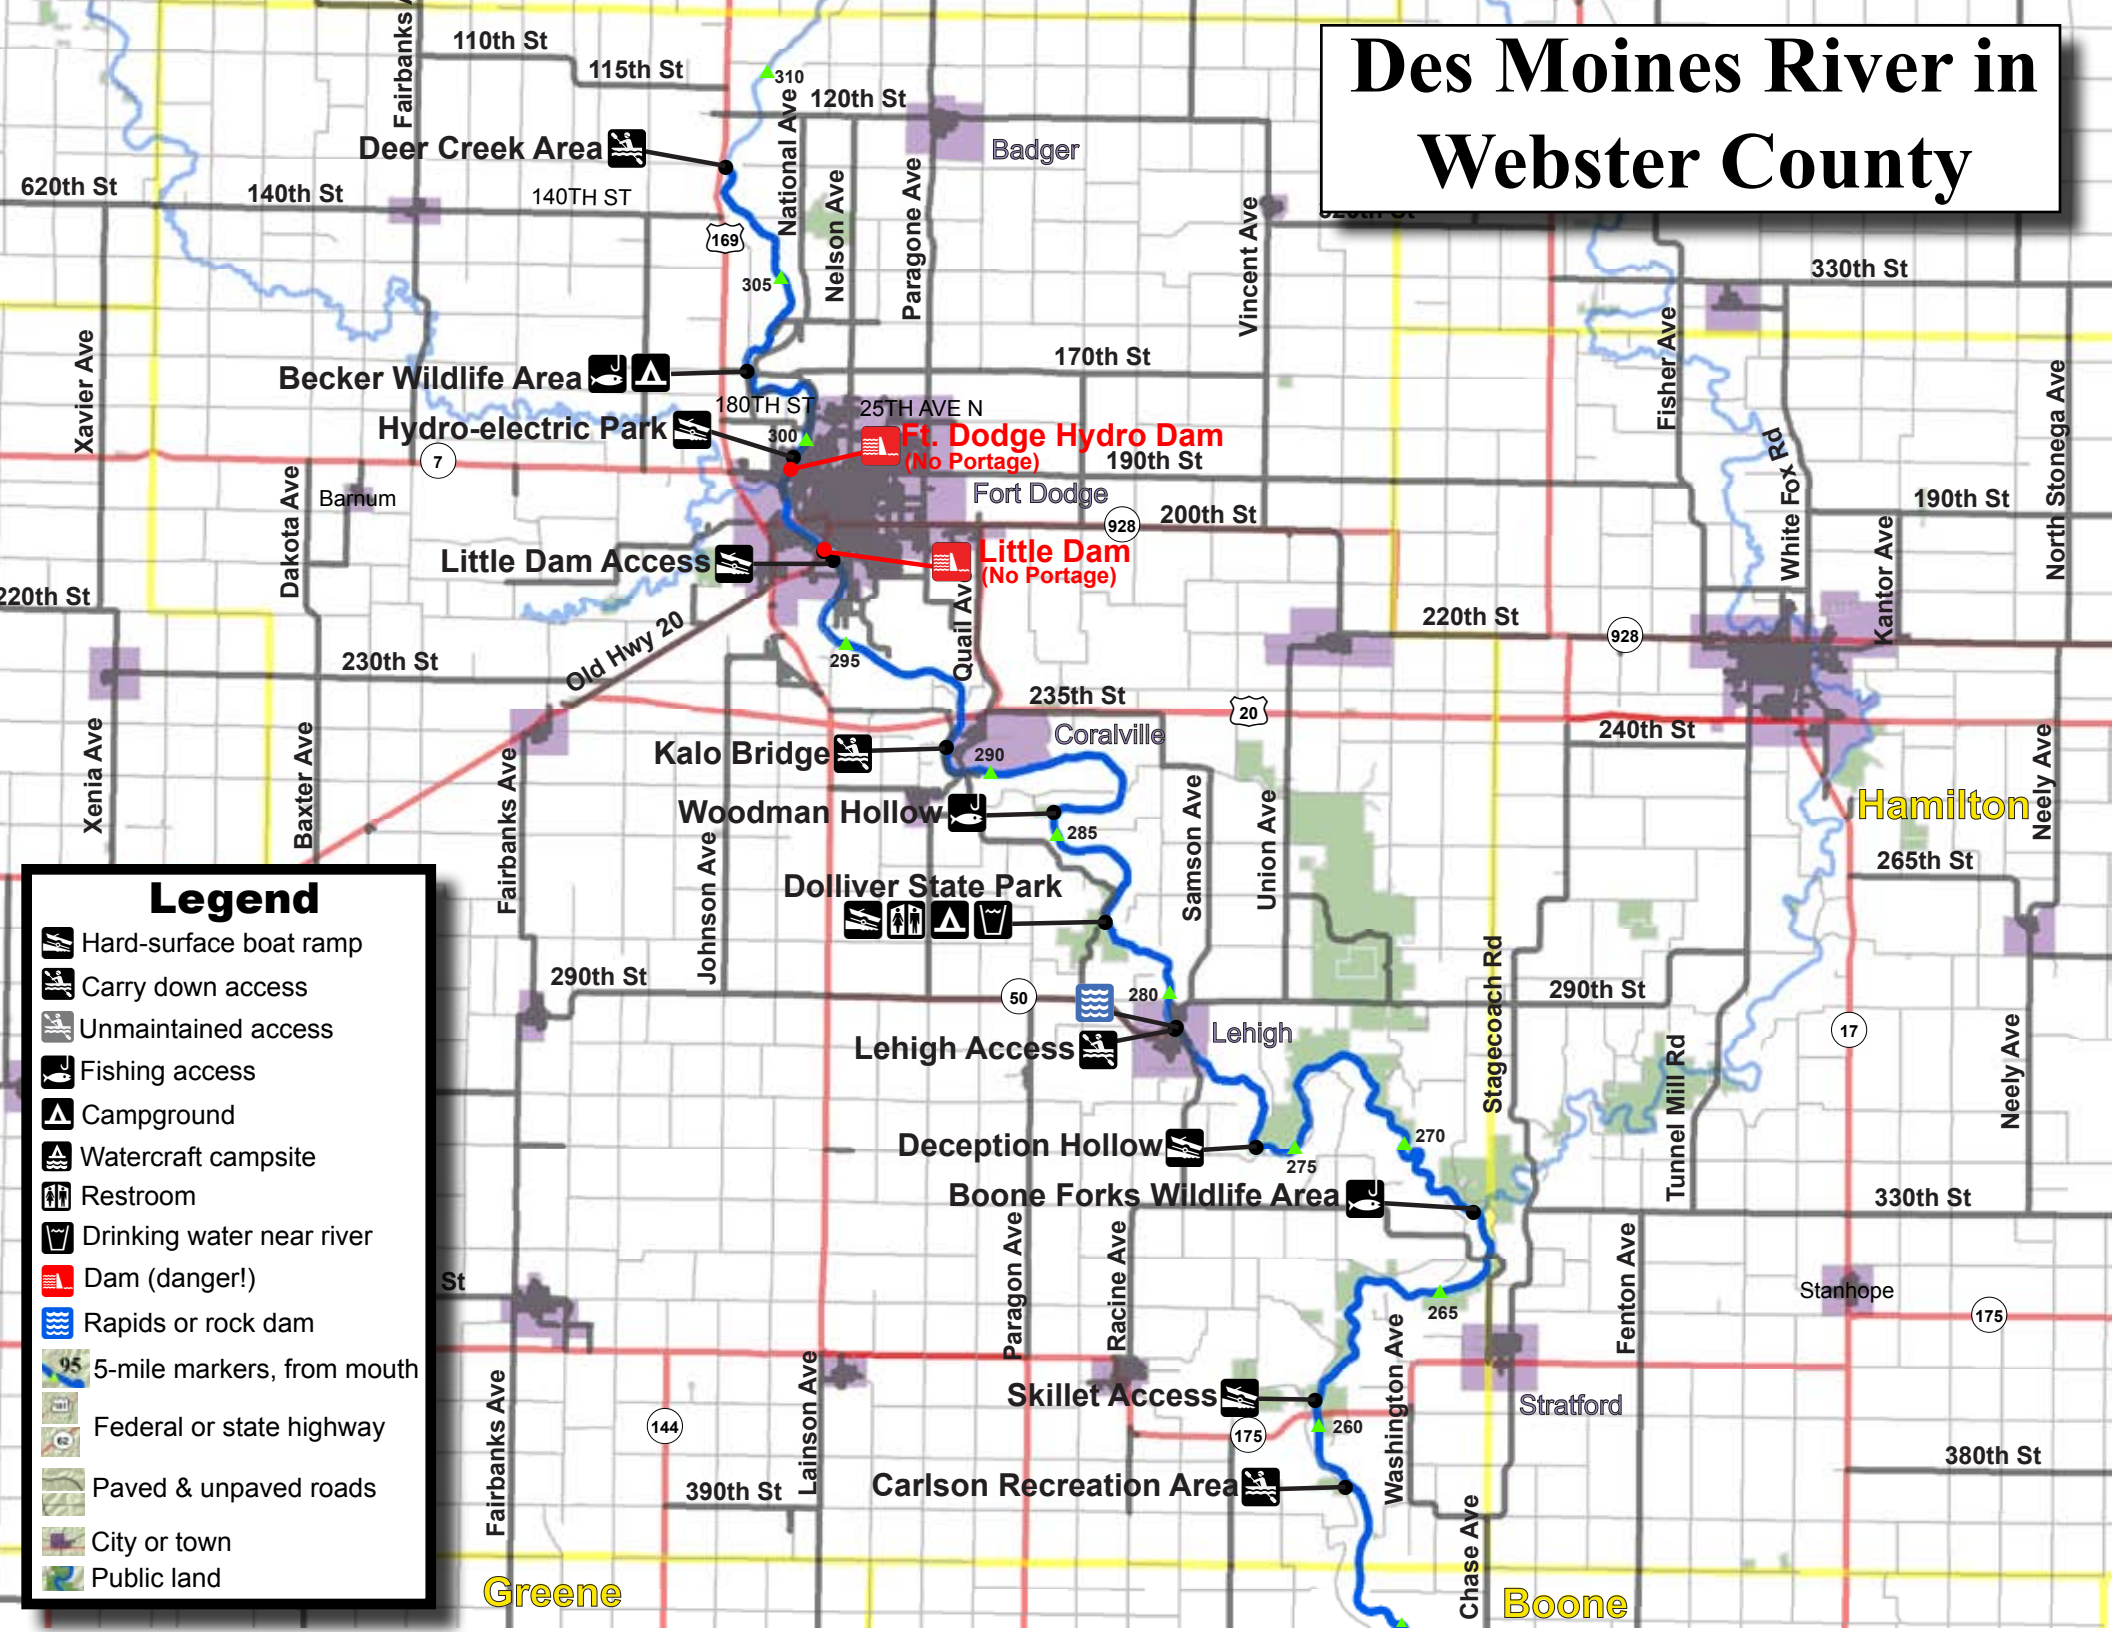 Des Moines River in
Webster County
Fairbanks A
110th St
115th St
310
120th St
National Ave
Deer Creek Area
Badger
620th St
140th St
140TH ST
Nelson Ave
Paragone Ave
Vincent Ave
169
305
330th St
Fisher Ave
Xavier Ave
170th St
Becker Wildlife Area
North Stonega Ave
180TH ST
25TH AVE N
Hydro-electric Park
300
Ft. Dodge Hydro Dam
(No Portage)
190th St
7
White Fox Rd
Dakota Ave
Barnum
Fort Dodge
190th St
928
200th St
Kantor Ave
Little Dam Access
Little Dam
(No Portage)
220th St
Quail Av
220th St
928
Old Hwy 20
295
230th St
235th St
20
Xenia Ave
Baxter Ave
Fairbanks Ave
Coralville
240th St
Neely Ave
Kalo Bridge
290
Woodman Hollow
285
Samson Ave
Union Ave
Hamilton
Johnson Ave
265th St
Dolliver State Park
Stagecoach Rd
290th St
50
280
290th St
Lehigh
Lehigh Access
17
Tunnel Mill Rd
Neely Ave
Deception Hollow
275
270
Boone Forks Wildlife Area
330th St
Paragon Ave
Racine Ave
Fenton Ave
St
265
Stanhope
175
Washington Ave
Fairbanks Ave
Lainson Ave
Skillet Access
Stratford
144
175
260
380th St
390th St
Carlson Recreation Area
Chase Ave
Greene
Boone
Legend
Hard-surface boat ramp
Carry down access
Unmaintained access
Fishing access
Campground
Watercraft campsite
Restroom
Drinking water near river
Dam (danger!)
Rapids or rock dam
95
5-mile markers, from mouth
62
Federal or state highway
Paved & unpaved roads
City or town
Public land